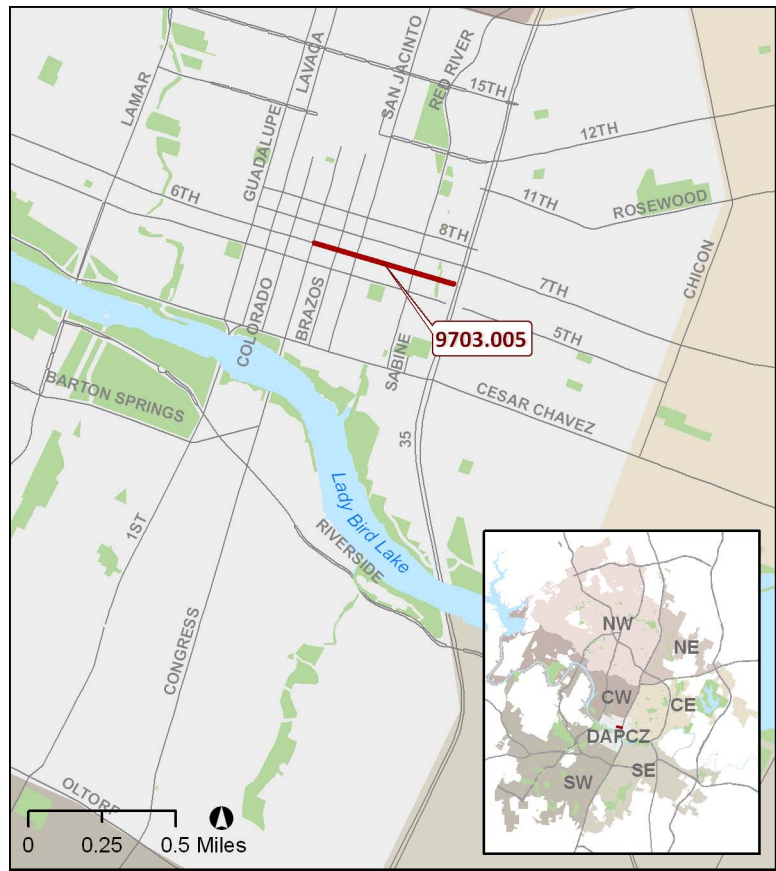 LAVACA
SAN JACINTO
RED RIVER
15TH
LAMAR
GUADALUPE
12TH
6TH
11TH
ROSEWOOD
8TH
CHICON
7TH
COLORADO
BRAZOS
9703.005
5TH
SABINE
CESAR CHAVEZ
BARTON SPRINGS
35
Lady Bird Lake
1ST
RIVERSIDE
CONGRESS
NW
NE
CW
CE
DAPCZ
SW
SE
OLTORF
0 0.25 0.5 Miles